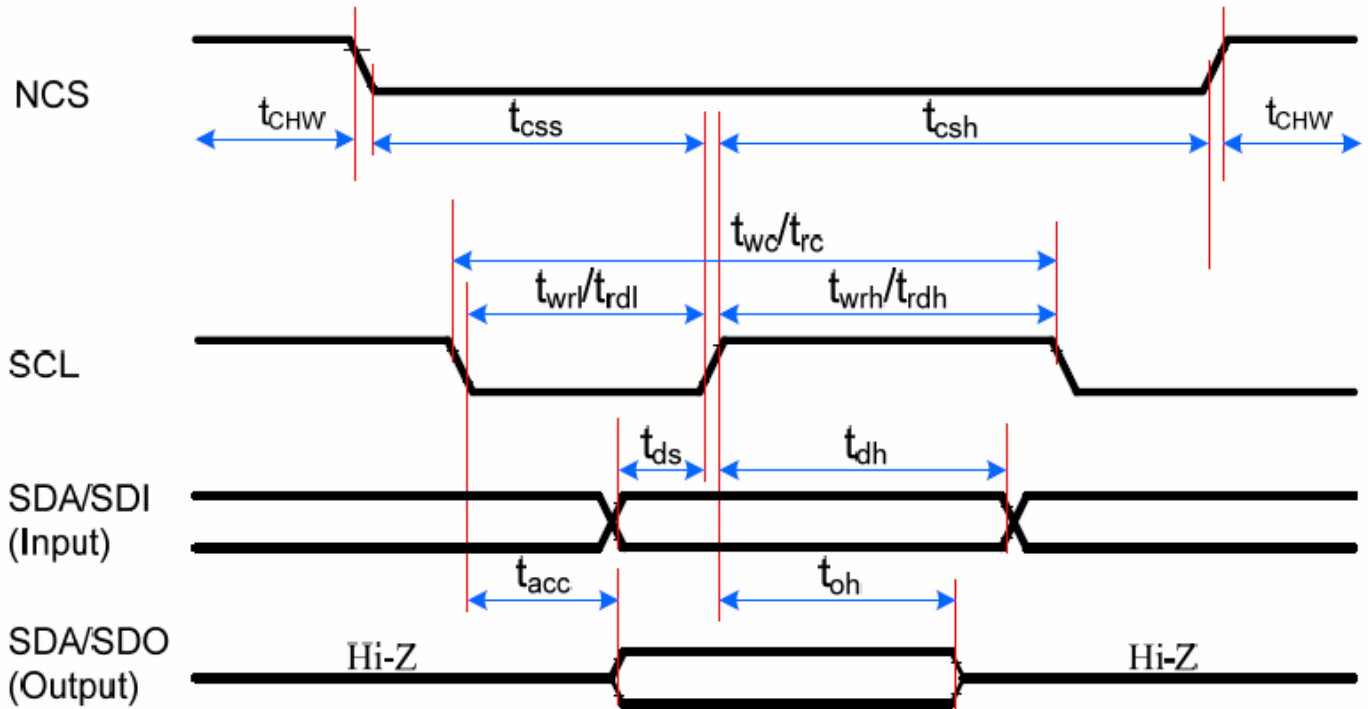 NCS
tCHW
tcss
tcsh
tCHW
twc/trc
twrl/trdl
twrh/trdh
SCL
tds
tdh
SDA/SDI
(Input)
tacc
toh
SDA/SDO
(Output)
Hi-Z
Hi-Z